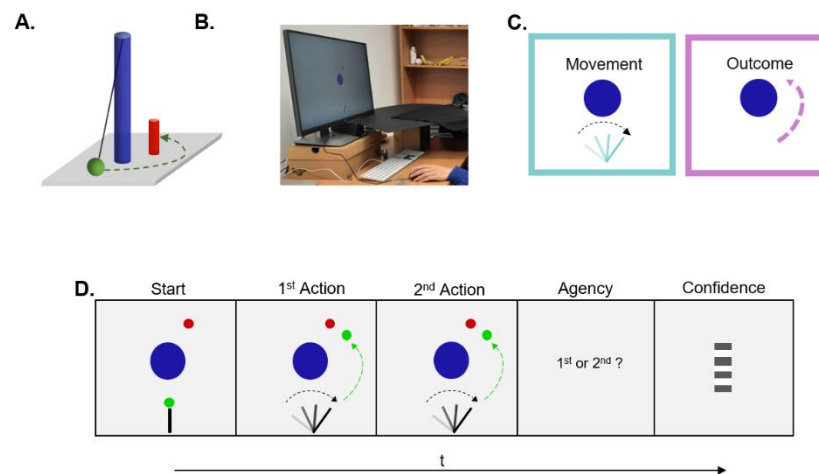 A.
B.
C.
Movement
Outcome
D.
Start
1st Action
2nd Action
Agency
Confidence
1st or 2nd ?
t